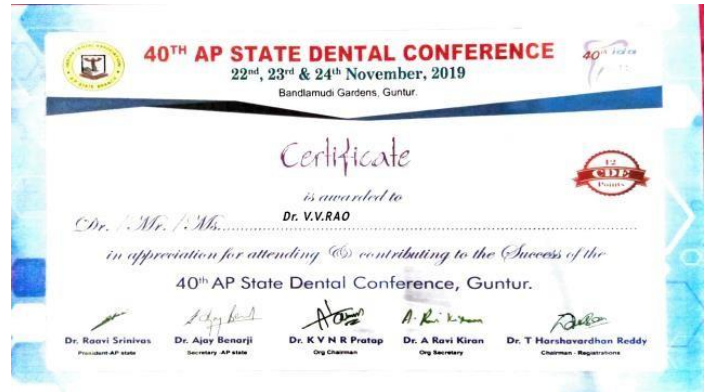 40TH AP STATE DENTAL CONFERENCE
22nd, 23rd & 24th November, 2019
Bandlamudi Gardens, Guntur.
Certificate
12
CDE
Points
is awarded to
Dr. /Mr. / Ms. Dr. V.V.RAO
in appreciation for attending & contributing to the Success of the
40th AP State Dental Conference, Guntur.
A. Ravi Kiran
Dr. Raavi Srinivas Dr. Ajay Benarji Dr. K V N R Pratap Dr. A Ravi Kiran Dr. T Harshavardhan Reddy
President-AP state Secretary -AP state Org Chairman Org Secretary Chairman - Registrations